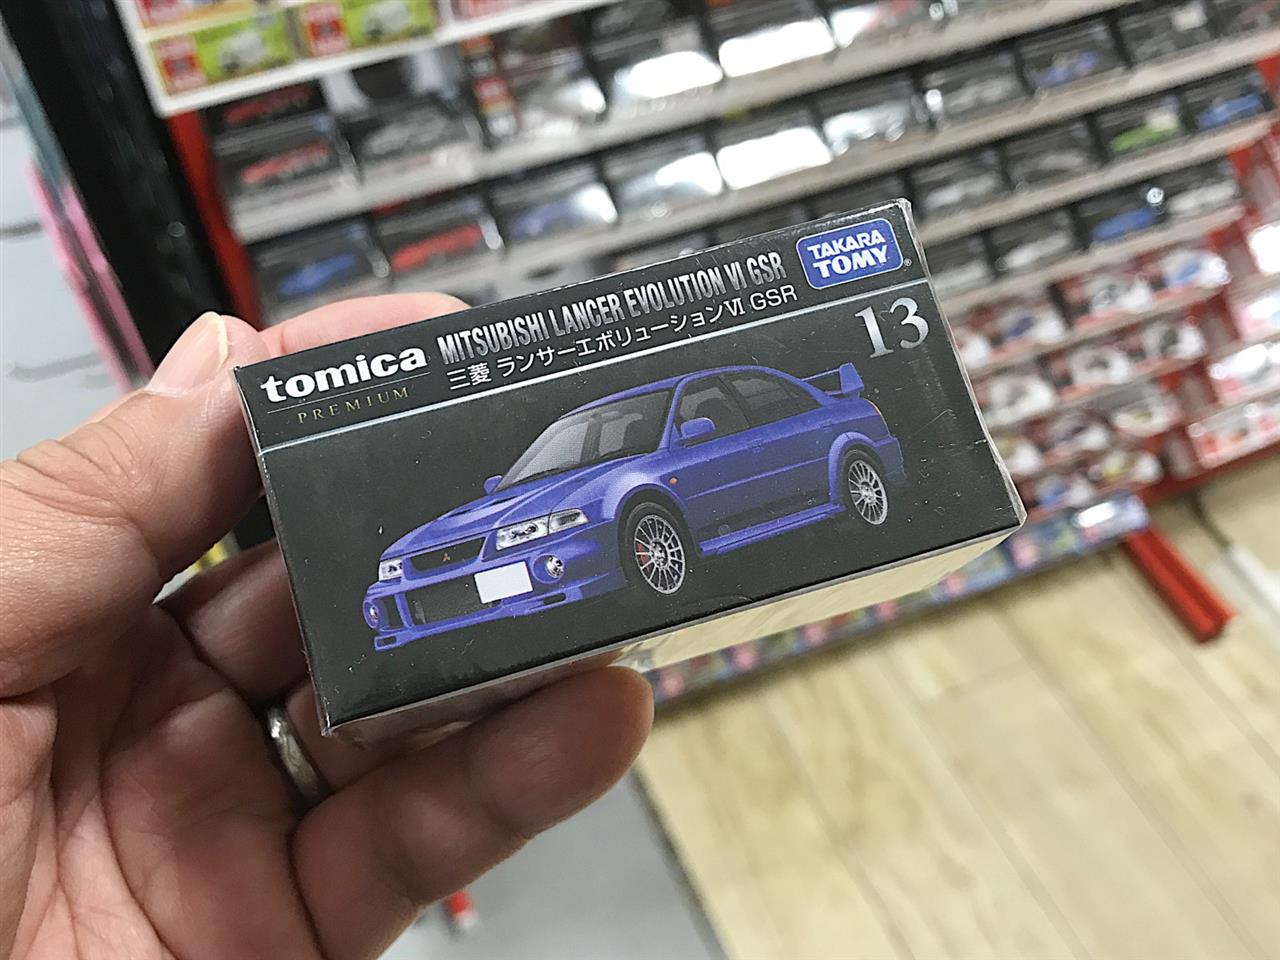 tomica
PREMIUM
MITSUBISHI LANCER EVOLUTION VI GSR
三菱 ランサーエボリューションVI GSR
TAKARA
TOMY®
13